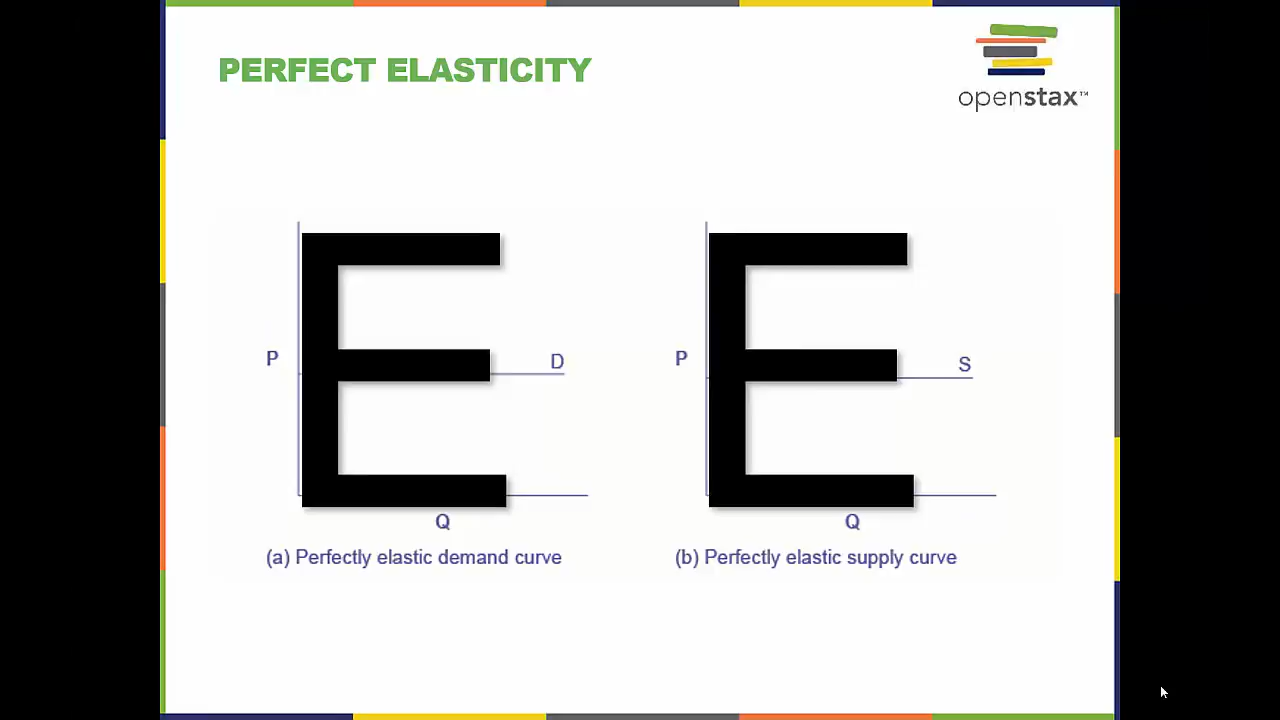 PERFECT ELASTICITY
openstax™
E E
P D P S
Q Q
(a) Perfectly elastic demand curve (b) Perfectly elastic supply curve